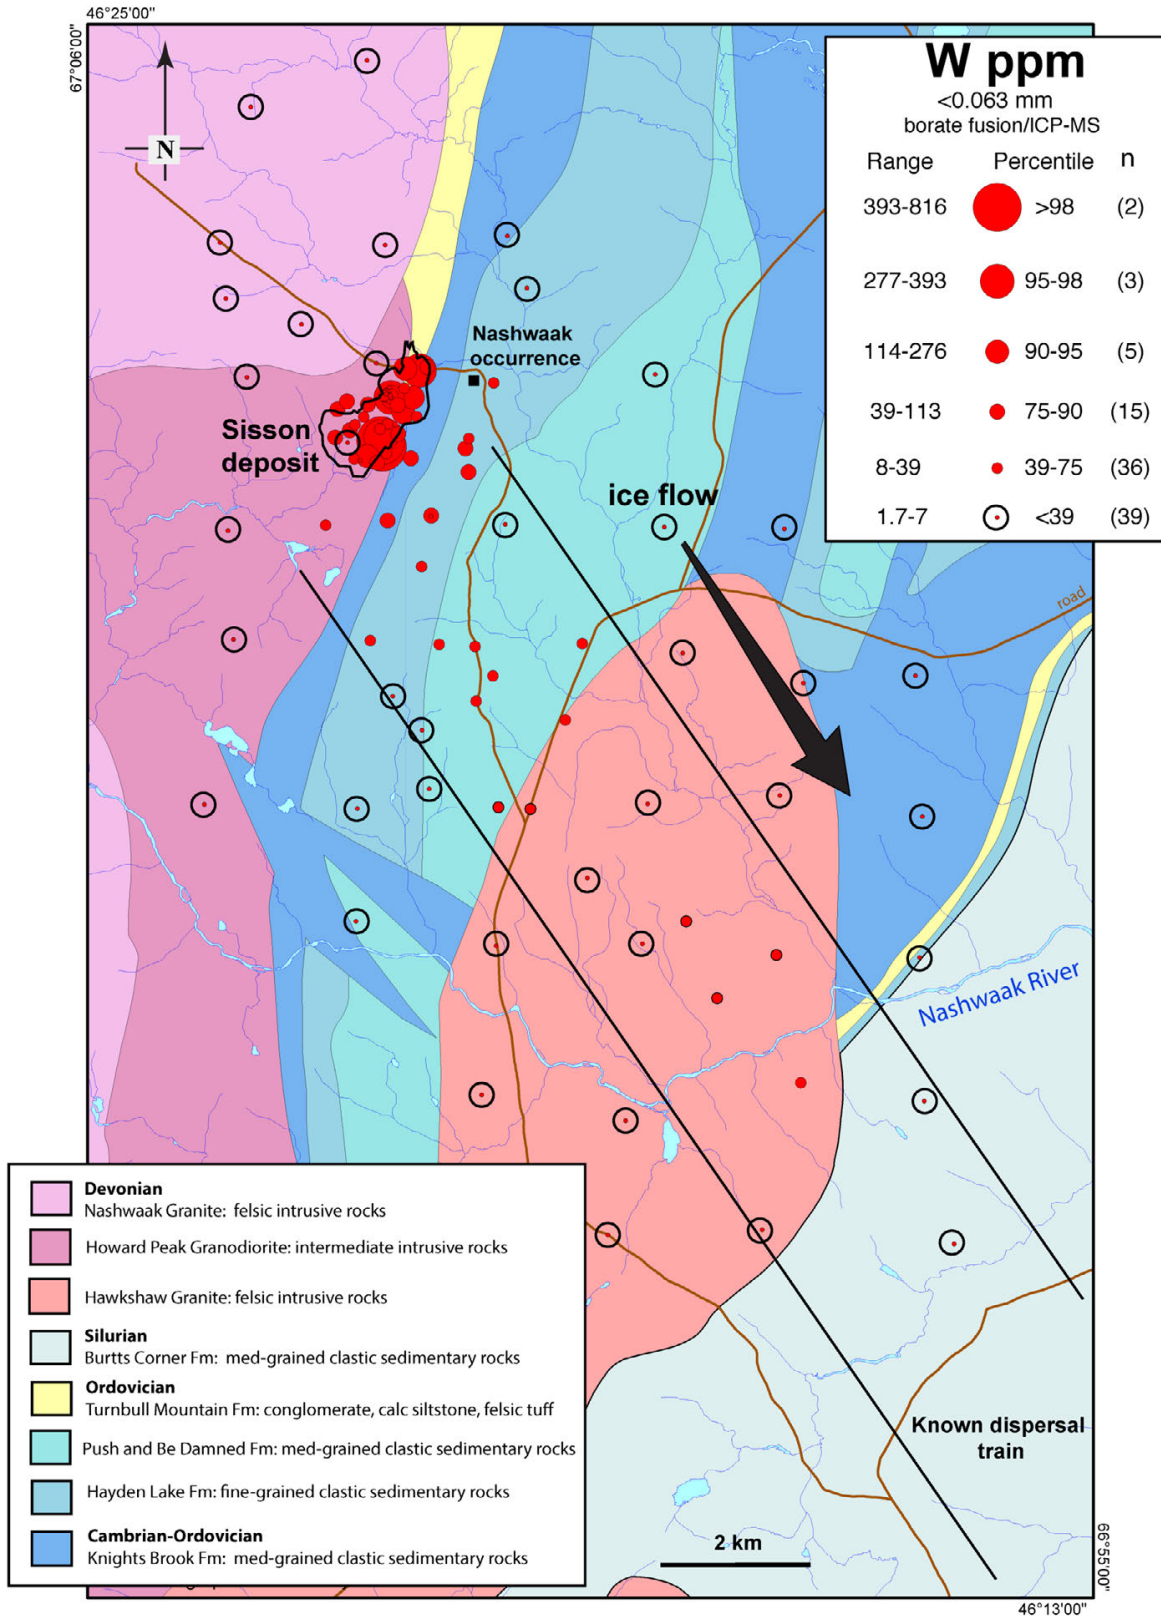 46°25'00"
67°06'00"
N
W ppm
<0.063 mm
borate fusion/ICP-MS
Range Percentile n
393-816 >98 (2)
277-393 95-98 (3)
114-276 90-95 (5)
39-113 75-90 (15)
8-39 39-75 (36)
1.7-7 <39 (39)
Nashwaak
occurrence
Sisson
deposit
ice flow
road
Nashwaak River
Devonian
Nashwaak Granite: felsic intrusive rocks
Howard Peak Granodiorite: intermediate intrusive rocks
Hawkshaw Granite: felsic intrusive rocks
Silurian
Burtts Corner Fm: med-grained clastic sedimentary rocks
Ordovician
Turnbull Mountain Fm: conglomerate, calc siltstone, felsic tuff
Push and Be Damned Fm: med-grained clastic sedimentary rocks
Hayden Lake Fm: fine-grained clastic sedimentary rocks
Cambrian-Ordovician
Knights Brook Fm: med-grained clastic sedimentary rocks
Known dispersal
train
2 km
66°55'00"
46°13'00"